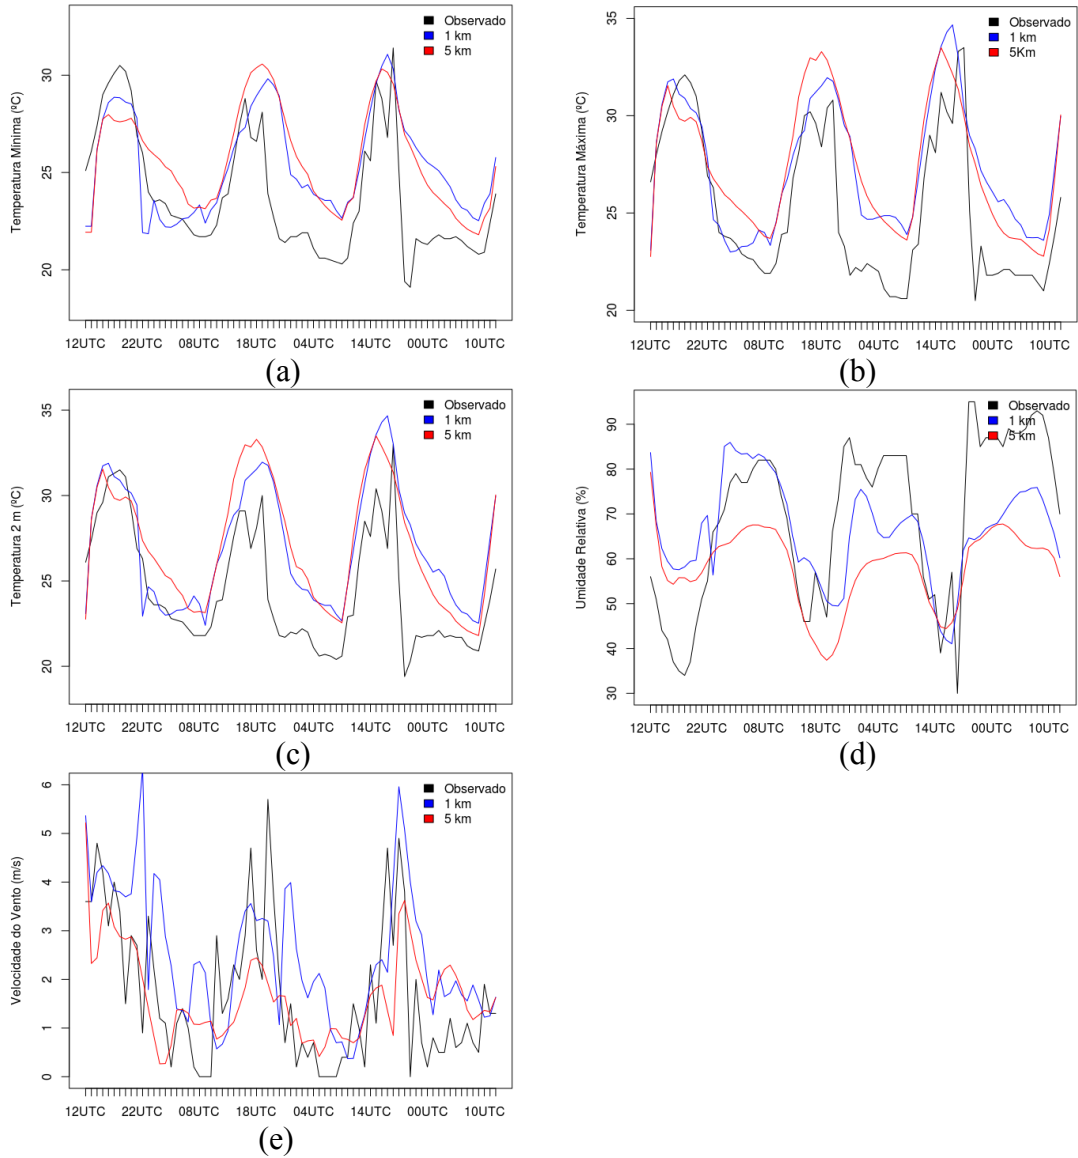 Temperatura Mínima (ºC)
30
25
20
Observado
1 km
5 km
12UTC 22UTC 08UTC 18UTC 04UTC 14UTC 00UTC 10UTC
(a)
Temperatura Máxima (ºC)
35
30
25
20
Observado
1 km
5Km
12UTC 22UTC 08UTC 18UTC 04UTC 14UTC 00UTC 10UTC
(b)
Temperatura 2 m (ºC)
35
30
25
20
Observado
1 km
5 km
12UTC 22UTC 08UTC 18UTC 04UTC 14UTC 00UTC 10UTC
(c)
Umidade Relativa (%)
90
80
70
60
50
40
30
Observado
1 km
5 km
12UTC 22UTC 08UTC 18UTC 04UTC 14UTC 00UTC 10UTC
(d)
Velocidade do Vento (m/s)
6
5
4
3
2
1
0
Observado
1 km
5 km
12UTC 22UTC 08UTC 18UTC 04UTC 14UTC 00UTC 10UTC
(e)